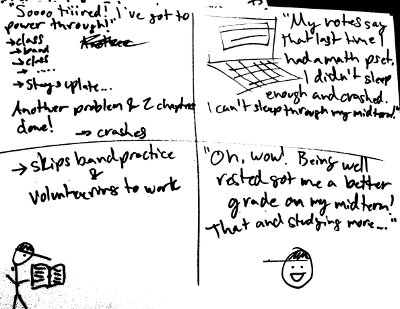 Soooo tiiired! I've got to
power through...
→class
→band
→class
→ ....
→ Stays up late...
Another problem & 2 chapters
done!
→ crashes
"My notes say
that last time I
had a math pset,
I didn't sleep
enough and crashed.
I can't sleep through my midterm!"
→ skips band practice
&
volunteering to work
"Oh, wow! Being well
rested got me a better
grade on my midterm!
That and studying more..."